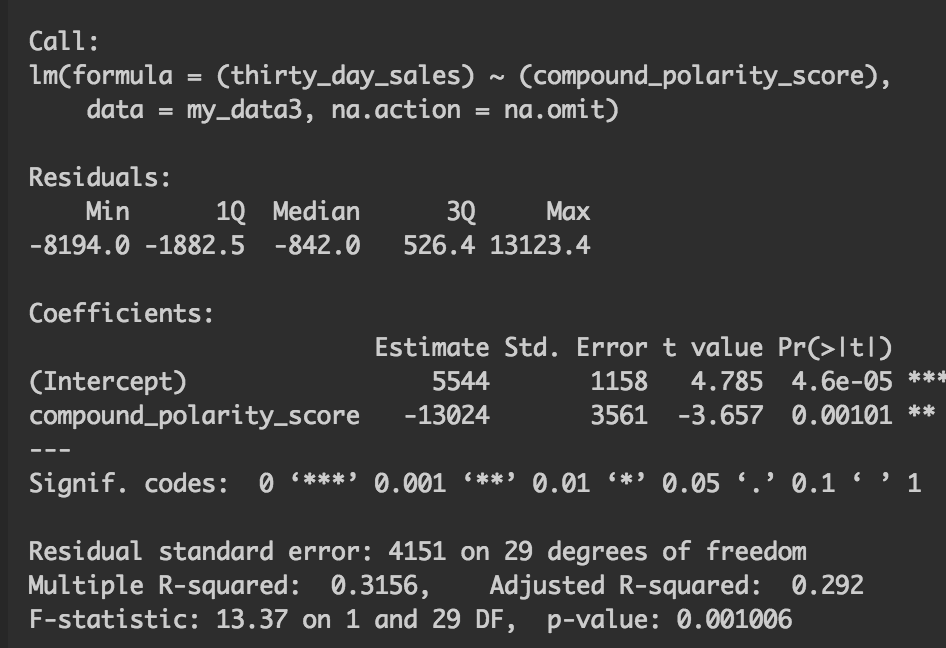 Call:
lm(formula = (thirty_day_sales) ~ (compound_polarity_score),
    data = my_data3, na.action = na.omit)
Residuals:
    Min      1Q  Median      3Q     Max
-8194.0 -1882.5  -842.0   526.4 13123.4
Coefficients:
                        Estimate Std. Error t value Pr(>|t|)
(Intercept)                 5544       1158   4.785  4.6e-05 ***
compound_polarity_score   -13024       3561  -3.657  0.00101 **
---
Signif. codes:  0 ‘***’ 0.001 ‘**’ 0.01 ‘*’ 0.05 ‘.’ 0.1 ‘ ’ 1
Residual standard error: 4151 on 29 degrees of freedom
Multiple R-squared:  0.3156,    Adjusted R-squared:  0.292
F-statistic: 13.37 on 1 and 29 DF,  p-value: 0.001006